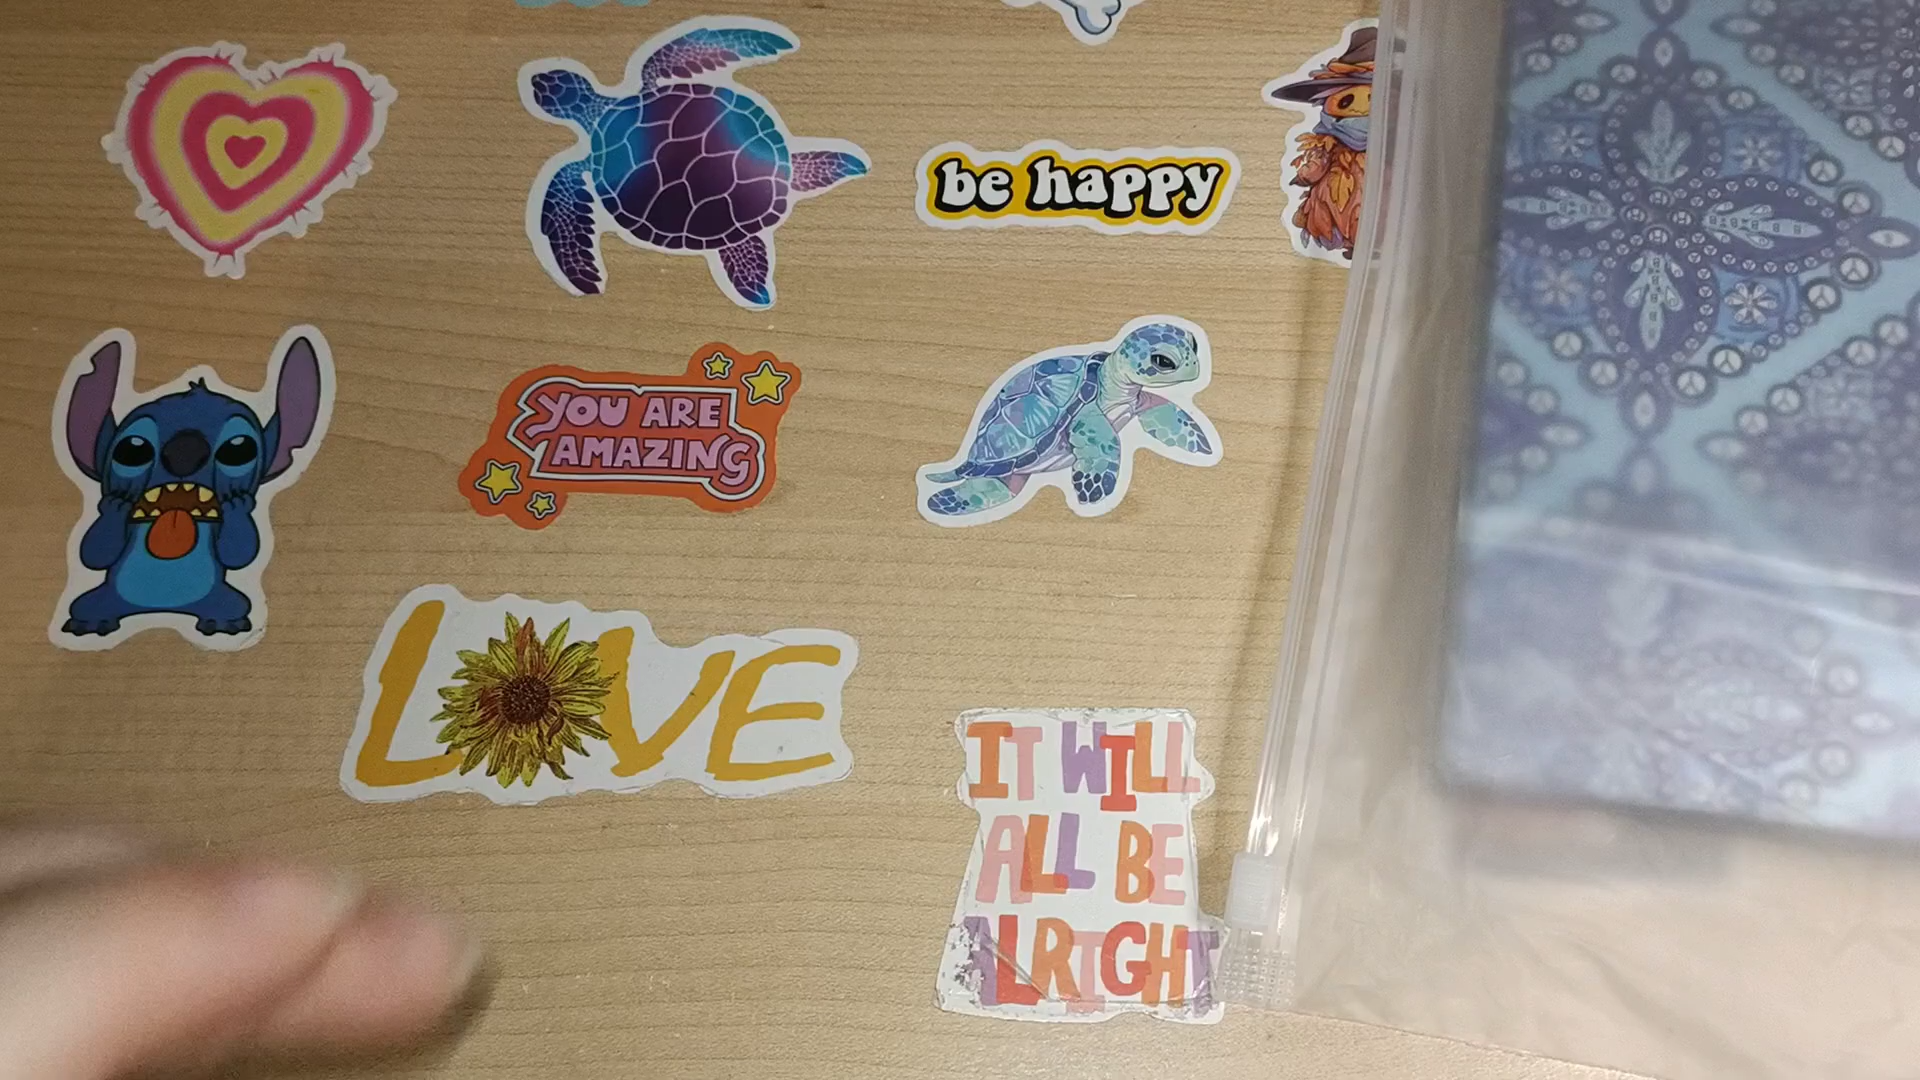 be happy
YOU ARE
AMAZING
LOVE
IT WILL
ALL BE
ALRIGHT